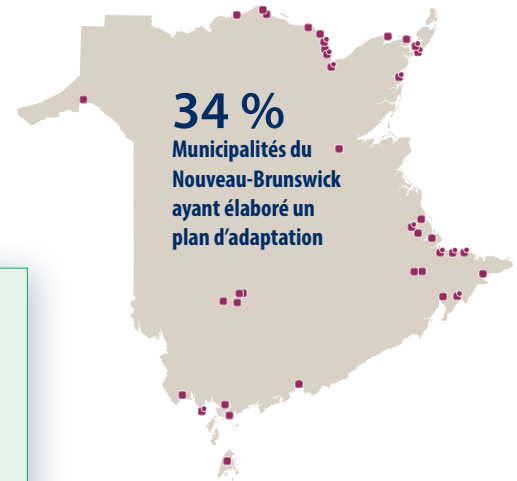 34 %
Municipalités du
Nouveau-Brunswick
ayant élaboré un
plan d’adaptation